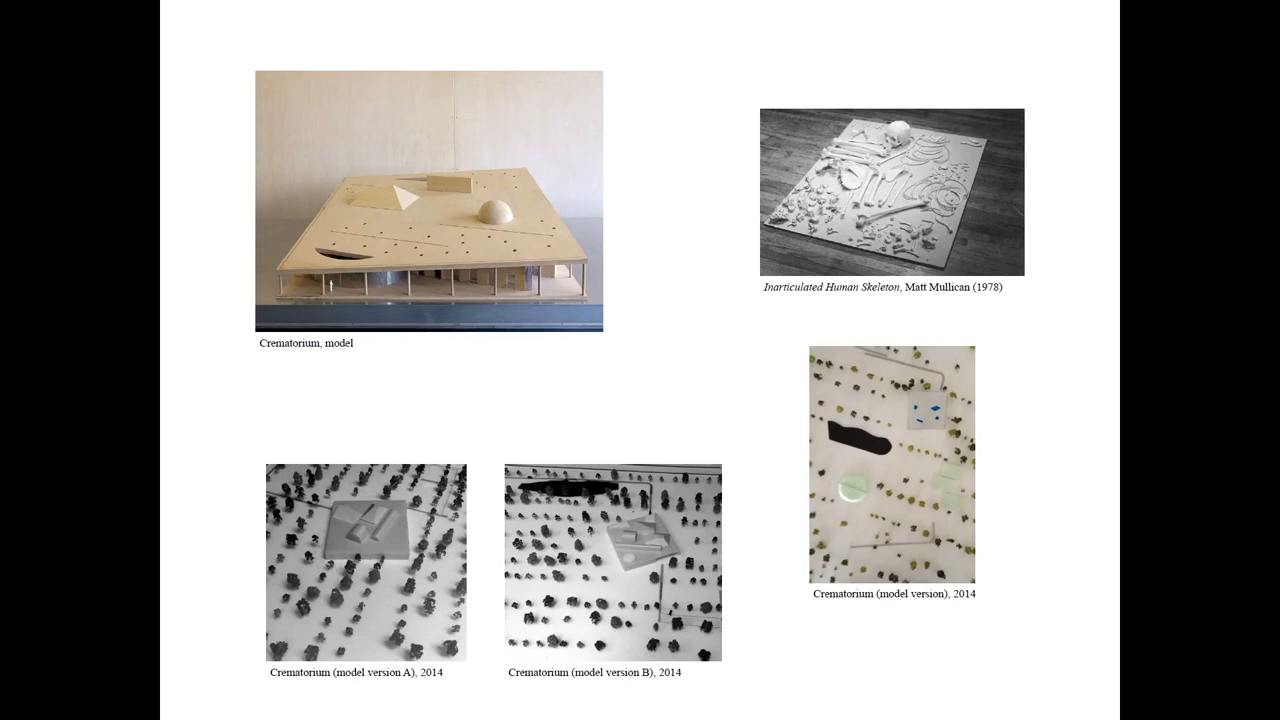 Crematorium, model
Inarticulated Human Skeleton, Matt Mullican (1978)
Crematorium (model version), 2014
Crematorium (model version A), 2014
Crematorium (model version B), 2014